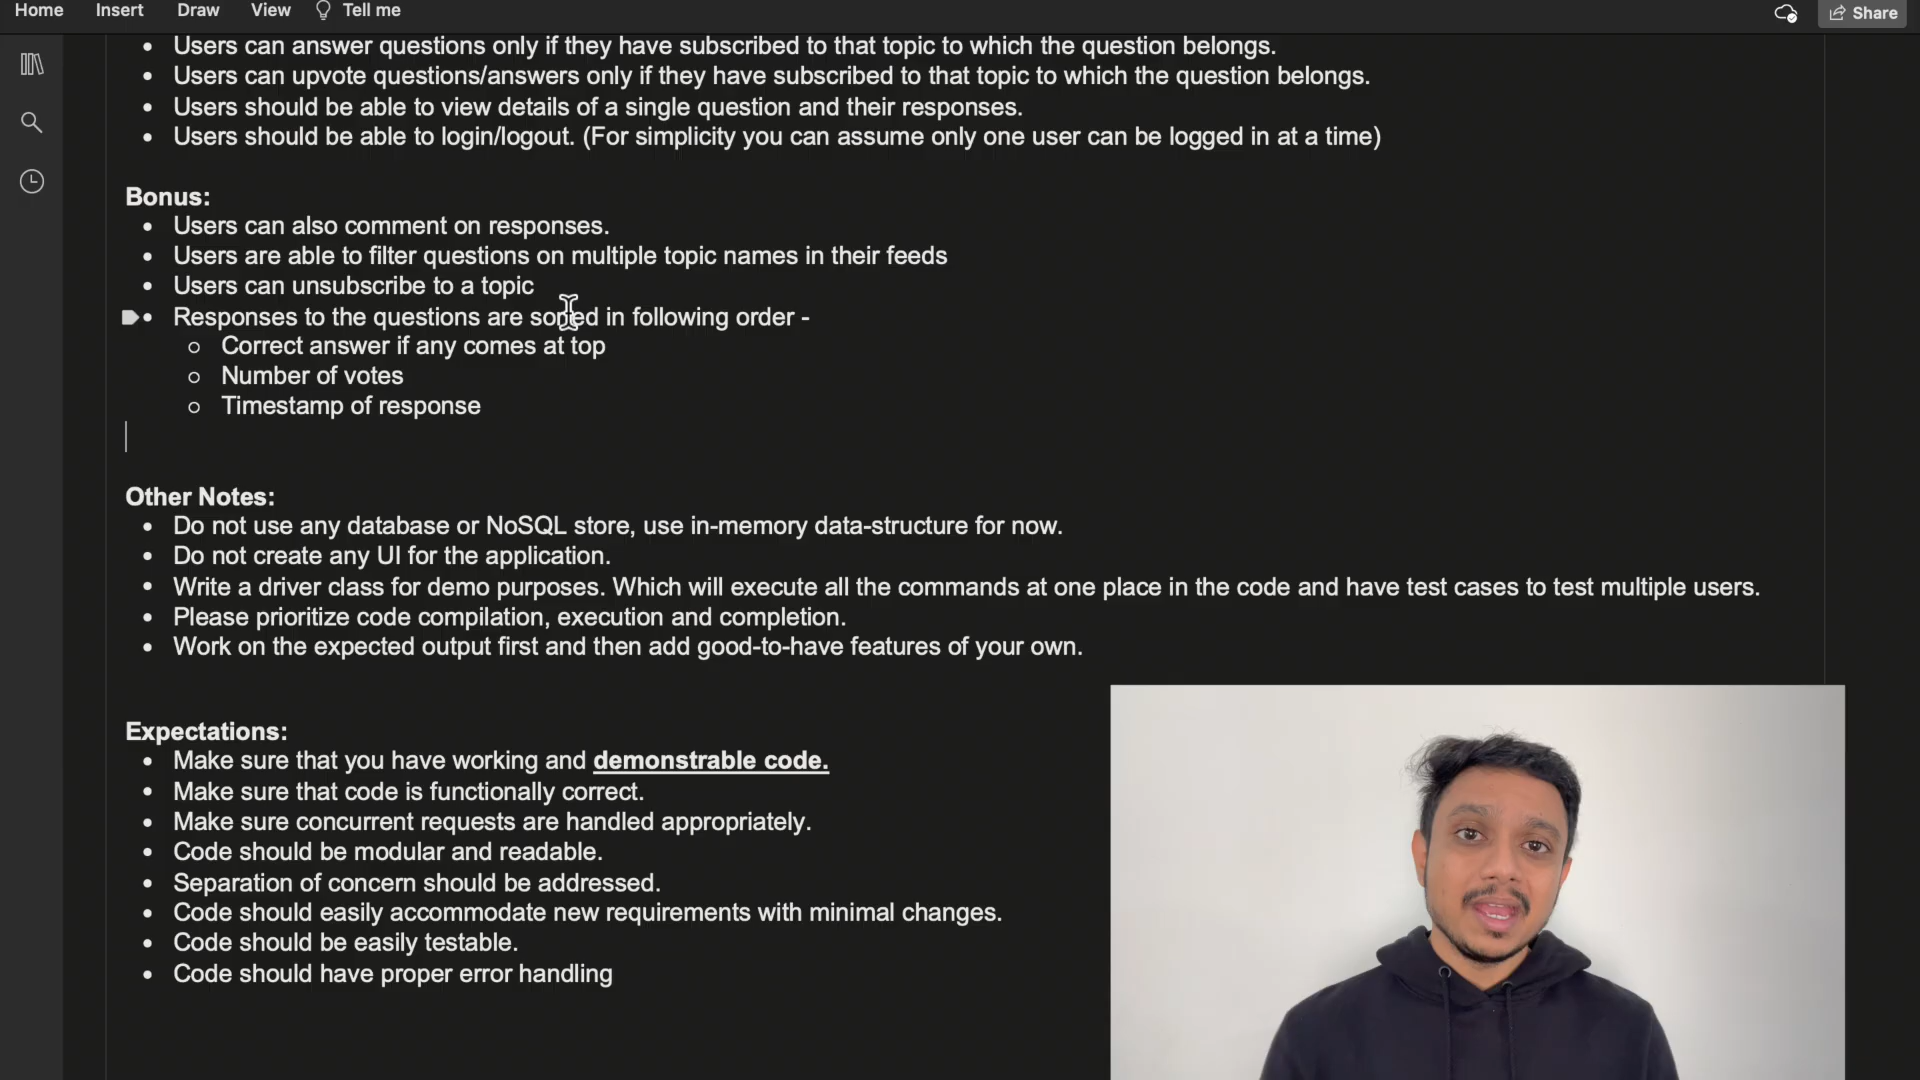 Home Insert Draw View Tell me Share
Users can answer questions only if they have subscribed to that topic to which the question belongs.
Users can upvote questions/answers only if they have subscribed to that topic to which the question belongs.
Users should be able to view details of a single question and their responses.
Users should be able to login/logout. (For simplicity you can assume only one user can be logged in at a time)
Bonus:
Users can also comment on responses.
Users are able to filter questions on multiple topic names in their feeds
Users can unsubscribe to a topic
Responses to the questions are sorted in following order -
Correct answer if any comes at top
Number of votes
Timestamp of response
Other Notes:
Do not use any database or NoSQL store, use in-memory data-structure for now.
Do not create any UI for the application.
Write a driver class for demo purposes. Which will execute all the commands at one place in the code and have test cases to test multiple users.
Please prioritize code compilation, execution and completion.
Work on the expected output first and then add good-to-have features of your own.
Expectations:
Make sure that you have working and demonstrable code.
Make sure that code is functionally correct.
Make sure concurrent requests are handled appropriately.
Code should be modular and readable.
Separation of concern should be addressed.
Code should easily accommodate new requirements with minimal changes.
Code should be easily testable.
Code should have proper error handling